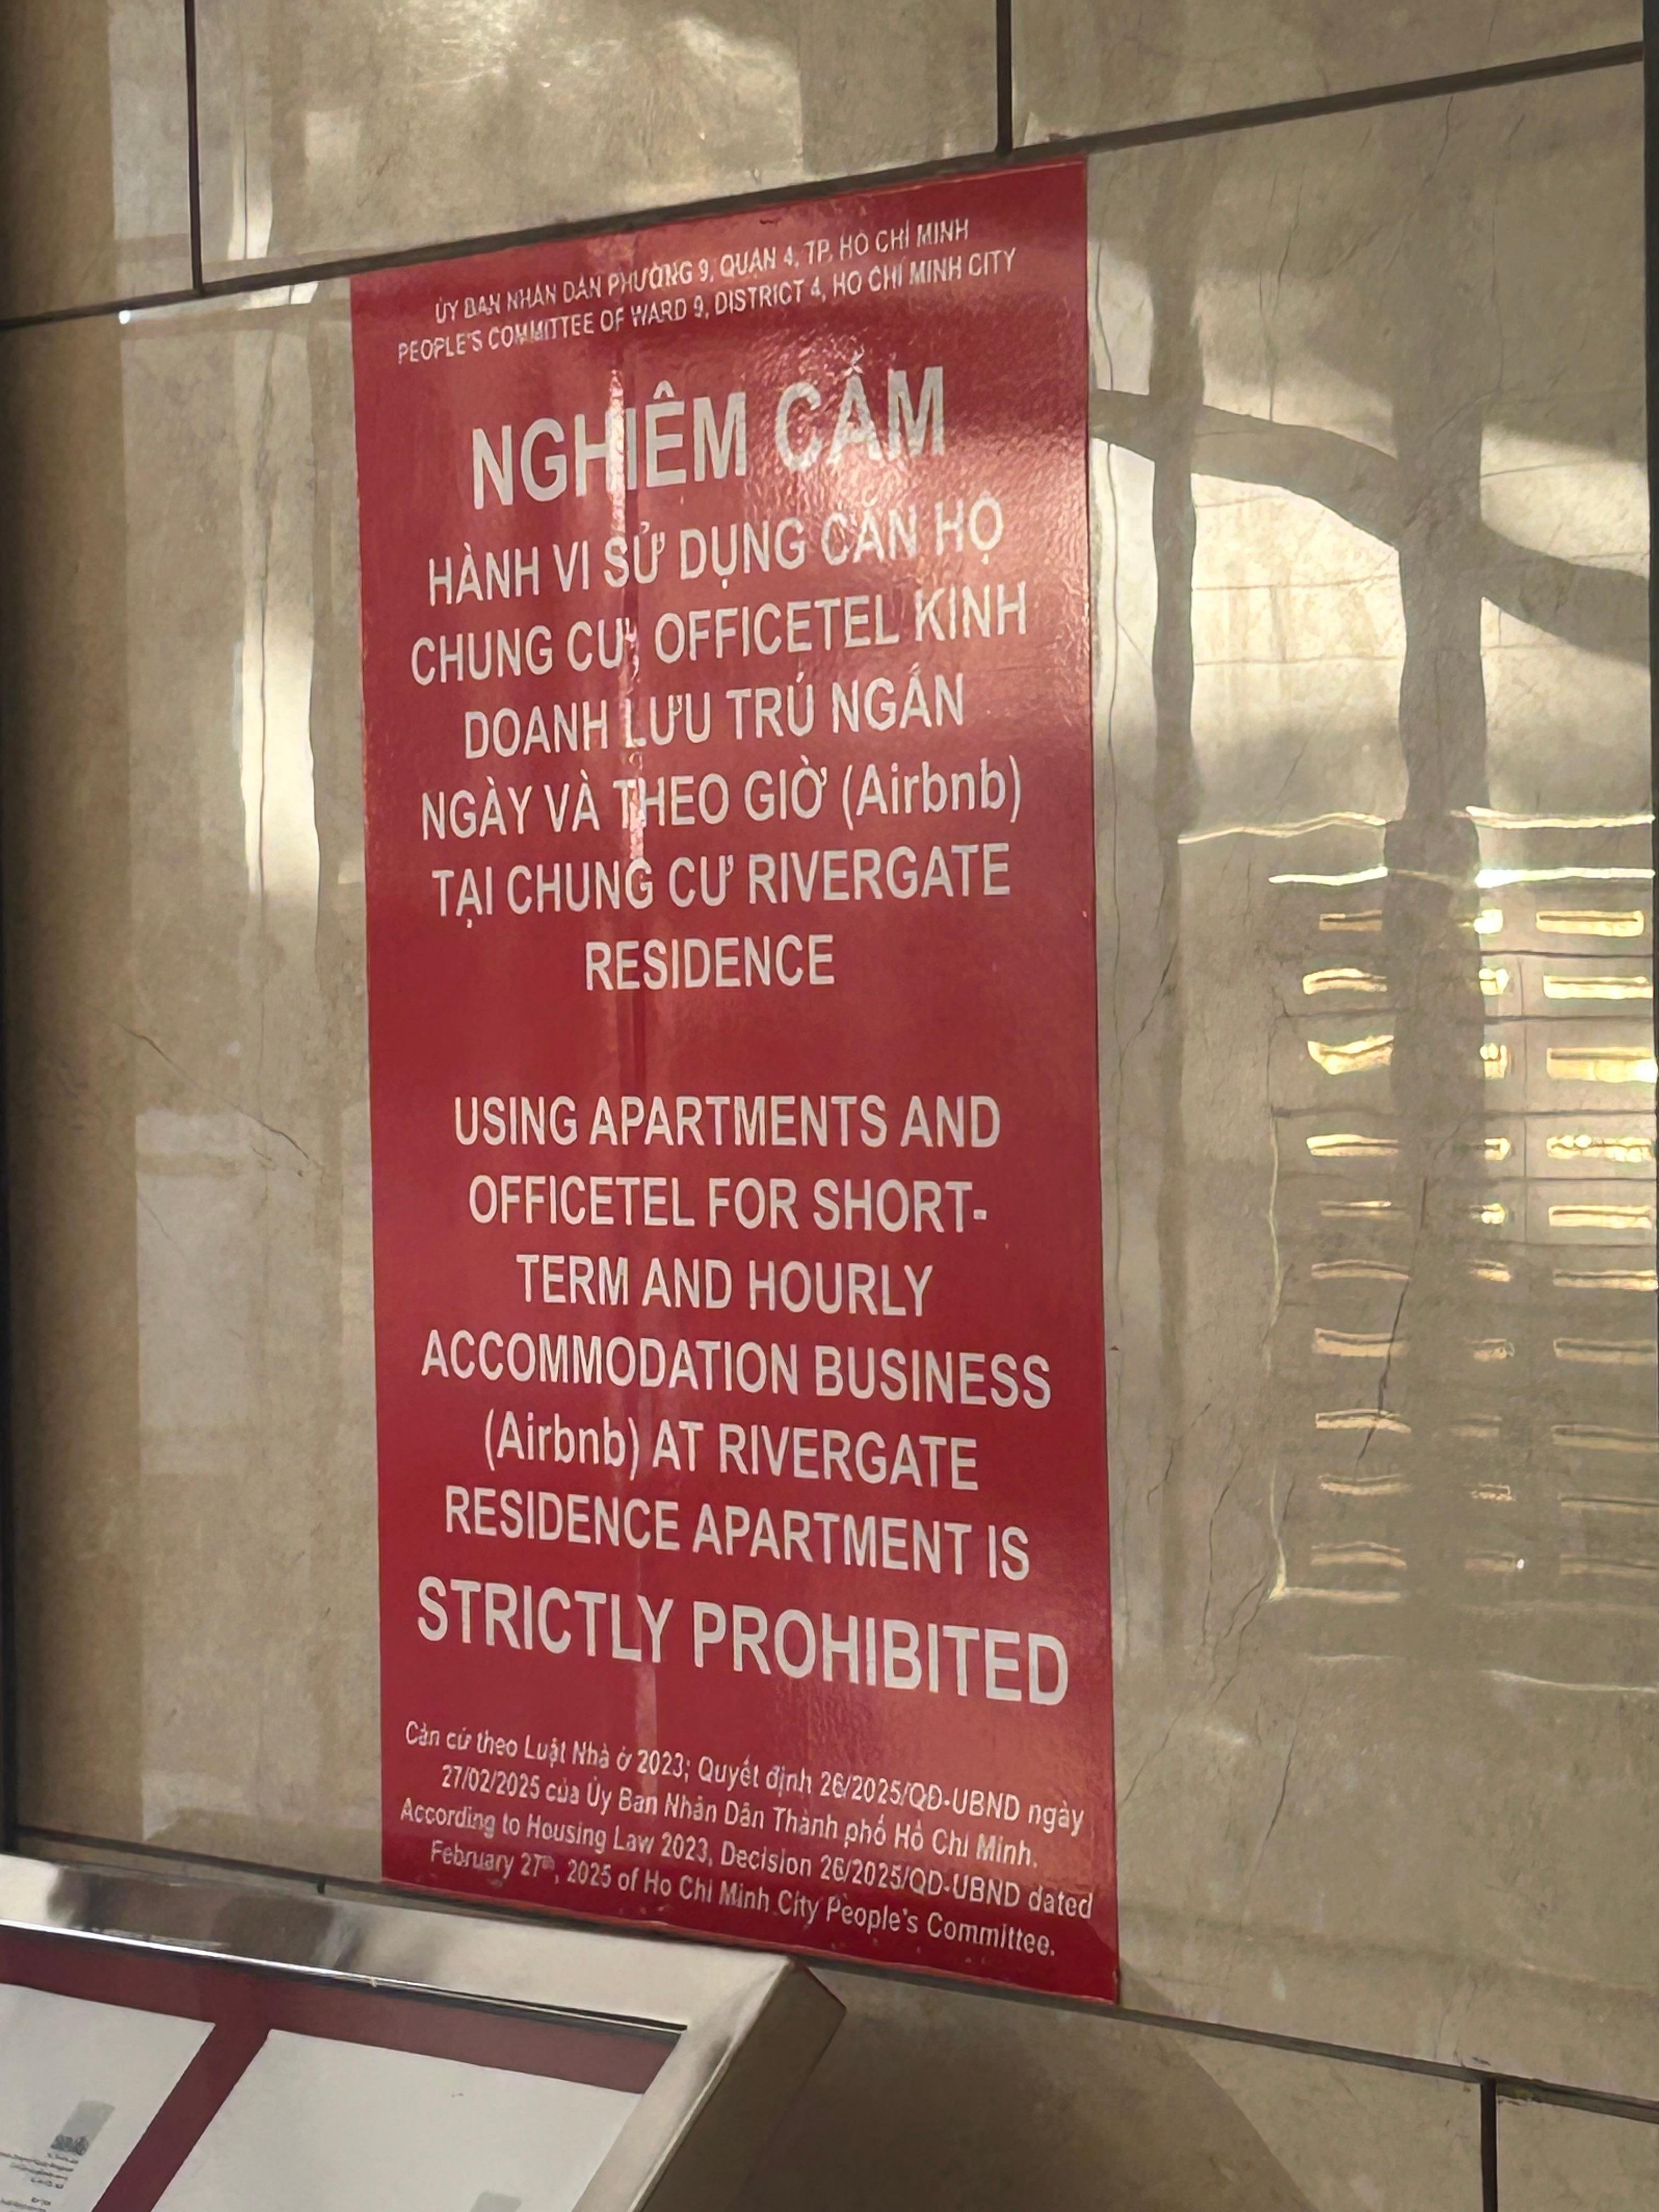 ỦY BAN NHÂN DÂN PHƯỜNG 9, QUẬN 4, TP. HỒ CHÍ MINH
PEOPLE'S COMMITTEE OF WARD 9, DISTRICT 4, HO CHI MINH CITY
NGHIÊM CẤM
HÀNH VI SỬ DỤNG CĂN HỘ
CHUNG CƯ, OFFICETEL KINH
DOANH LƯU TRÚ NGẮN
NGÀY VÀ THEO GIỜ (Airbnb)
TẠI CHUNG CƯ RIVERGATE
RESIDENCE
USING APARTMENTS AND
OFFICETEL FOR SHORT-
TERM AND HOURLY
ACCOMMODATION BUSINESS
(Airbnb) AT RIVERGATE
RESIDENCE APARTMENT IS
STRICTLY PROHIBITED
Căn cứ theo Luật Nhà ở 2023; Quyết định 26/2025/QĐ-UBND ngày
27/02/2025 của Ủy Ban Nhân Dân Thành phố Hồ Chí Minh.
According to Housing Law 2023, Decision 26/2025/QD-UBND dated
February 27th, 2025 of Ho Chi Minh City People's Committee.